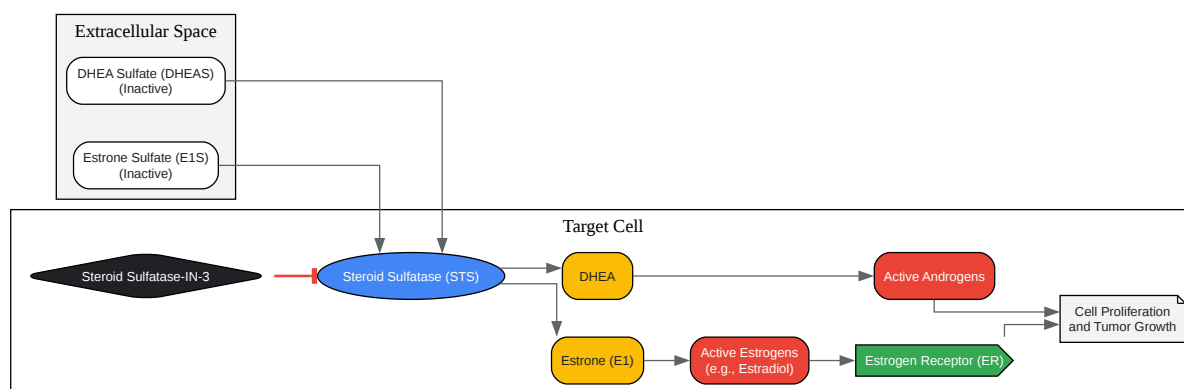 Extracellular Space
DHEA Sulfate (DHEAS)
(Inactive)
Estrone Sulfate (E1S)
(Inactive)
Target Cell
Steroid Sulfatase-IN-3
Steroid Sulfatase (STS)
DHEA
Active Androgens
Cell Proliferation
and Tumor Growth
Estrone (E1)
Active Estrogens
(e.g., Estradiol)
Estrogen Receptor (ER)